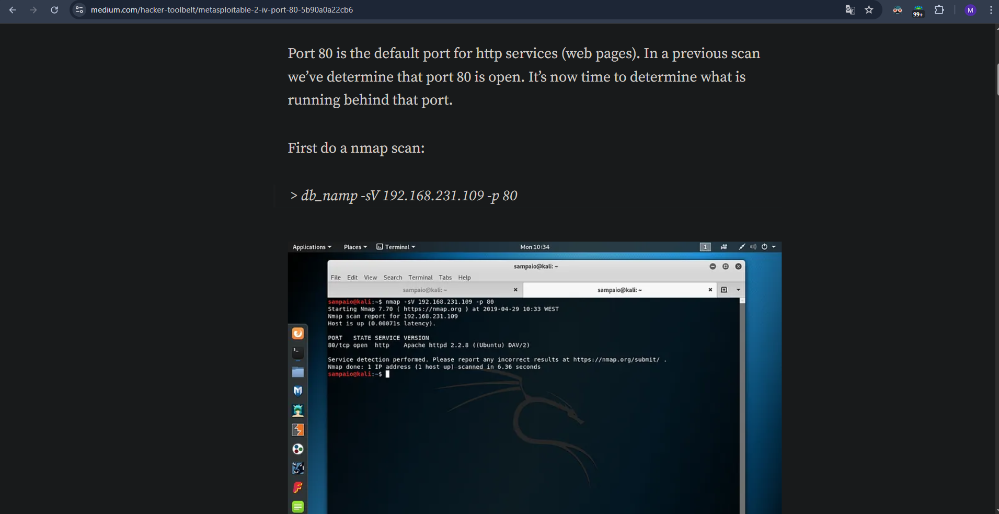 medium.com/hacker-toolbelt/metasploitable-2-iv-port-80-5b90a0a22cb6
99+
M
Port 80 is the default port for http services (web pages). In a previous scan
we’ve determine that port 80 is open. It’s now time to determine what is
running behind that port.
First do a nmap scan:
> db_namp -sV 192.168.231.109 -p 80
Applications Places Terminal Mon 10:34 1
sampaio@kali: ~
File Edit View Search Terminal Tabs Help
sampaio@kali: ~ sampaio@kali: ~
sampaio@kali:~$ nmap -sV 192.168.231.109 -p 80
Starting Nmap 7.70 ( https://nmap.org ) at 2019-04-29 10:33 WEST
Nmap scan report for 192.168.231.109
Host is up (0.00071s latency).
PORT STATE SERVICE VERSION
80/tcp open http Apache httpd 2.2.8 ((Ubuntu) DAV/2)
Service detection performed. Please report any incorrect results at https://nmap.org/submit/ .
Nmap done: 1 IP address (1 host up) scanned in 6.36 seconds
sampaio@kali:~$